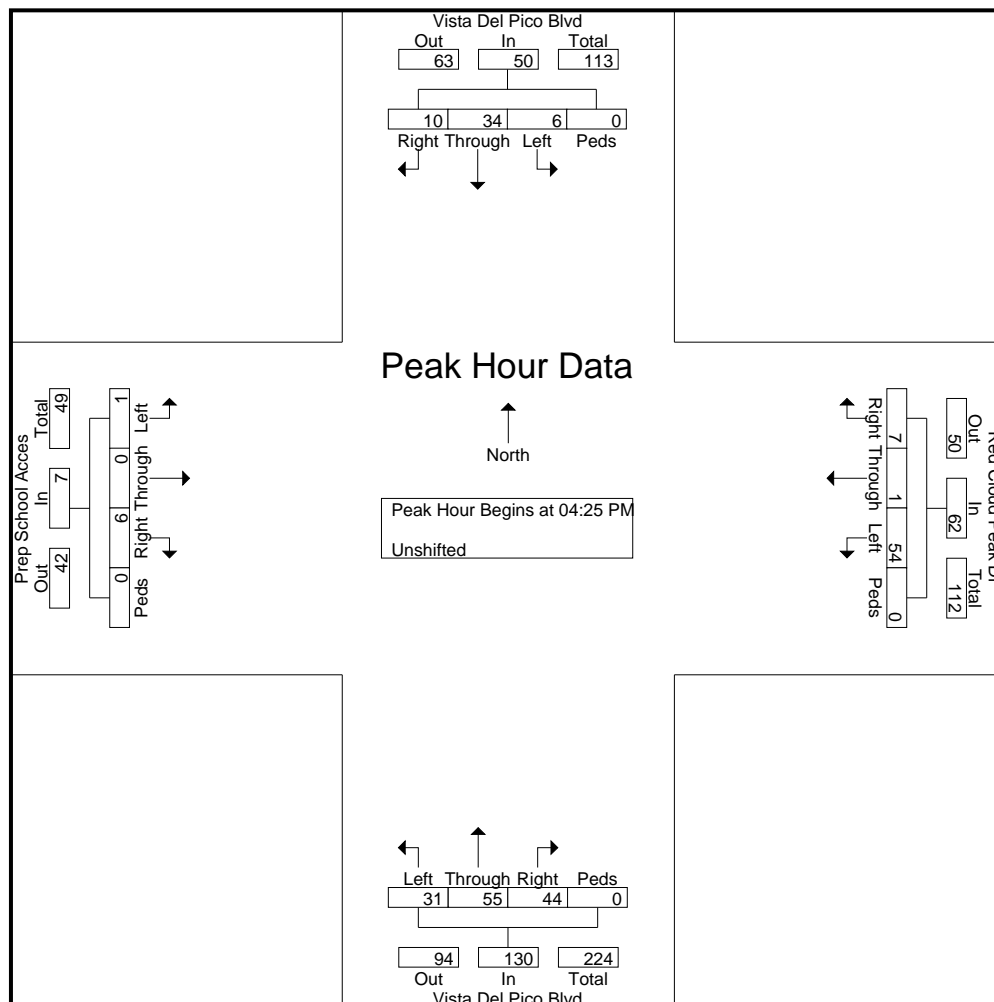 Vista Del Pico Blvd
Out In Total
63 50 113
10 34 6 0
Right Through Left Peds
Peak Hour Data
North
Peak Hour Begins at 04:25 PM
Unshifted
Prep School Acces
Out In Total
42 7 49
0 6 0 1
Peds Right Through Left
Red Cloud Peak Dr
Out In Total
50 62 112
7 1 54 0
Right Through Left Peds
Left Through Right Peds
31 55 44 0
94 130 224
Out In Total
Vista Del Pico Blvd